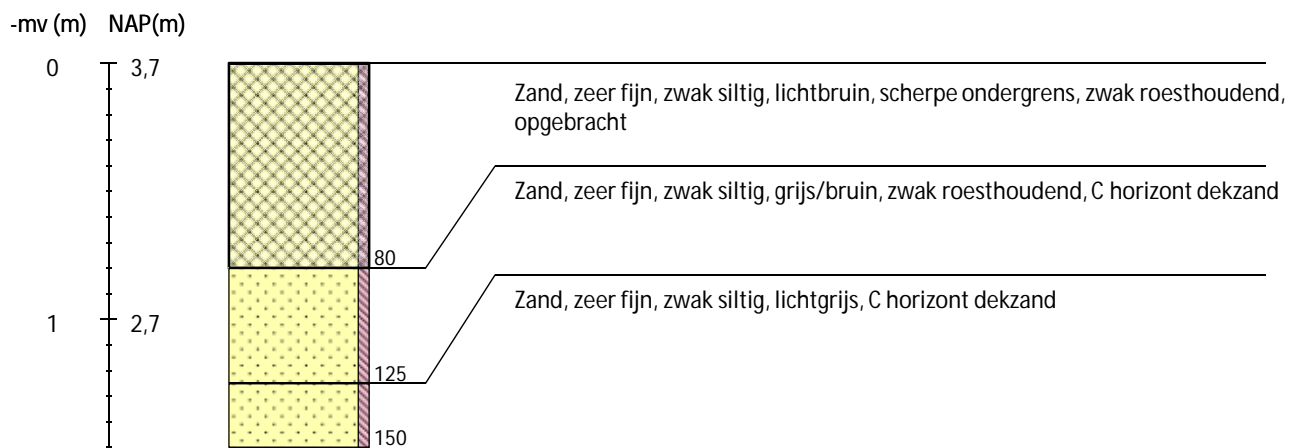 -mv (m) NAP(m)
0 3,7
Zand, zeer fijn, zwak siltig, lichtbruin, scherpe ondergrens, zwak roesthoudend,
opgebracht
Zand, zeer fijn, zwak siltig, grijs/bruin, zwak roesthoudend, C horizont dekzand
80
Zand, zeer fijn, zwak siltig, lichtgrijs, C horizont dekzand
1 2,7
125
150